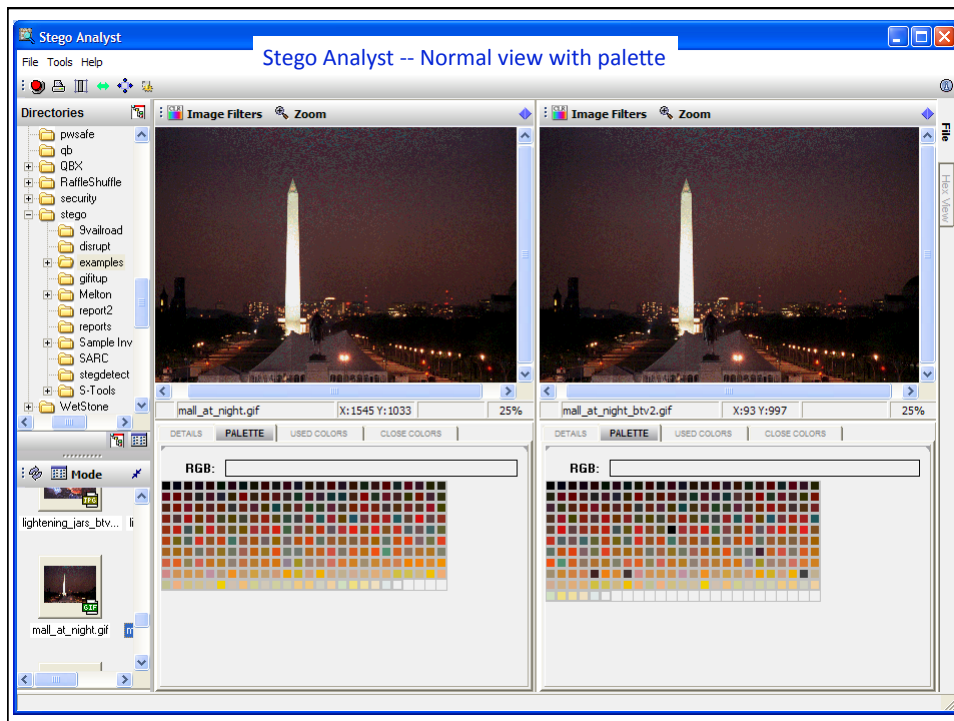 Stego Analyst
Stego Analyst -- Normal view with palette
File Tools Help
Directories
Image Filters Zoom
Image Filters Zoom
File
Hex View
pwsafe
qb
QBX
RaffleShuffle
security
stego
9vailroad
disrupt
examples
gifitup
Melton
report2
reports
Sample Inv
SARC
stegdetect
S-Tools
WetStone
mall_at_night.gif X:1545 Y:1033 25%
mall_at_night_btv2.gif X:93 Y:997 25%
DETAILS PALETTE USED COLORS CLOSE COLORS
DETAILS PALETTE USED COLORS CLOSE COLORS
RGB:
RGB:
Mode
JPG
lightening_jars_btv... li
GIF
mall_at_night.gif m